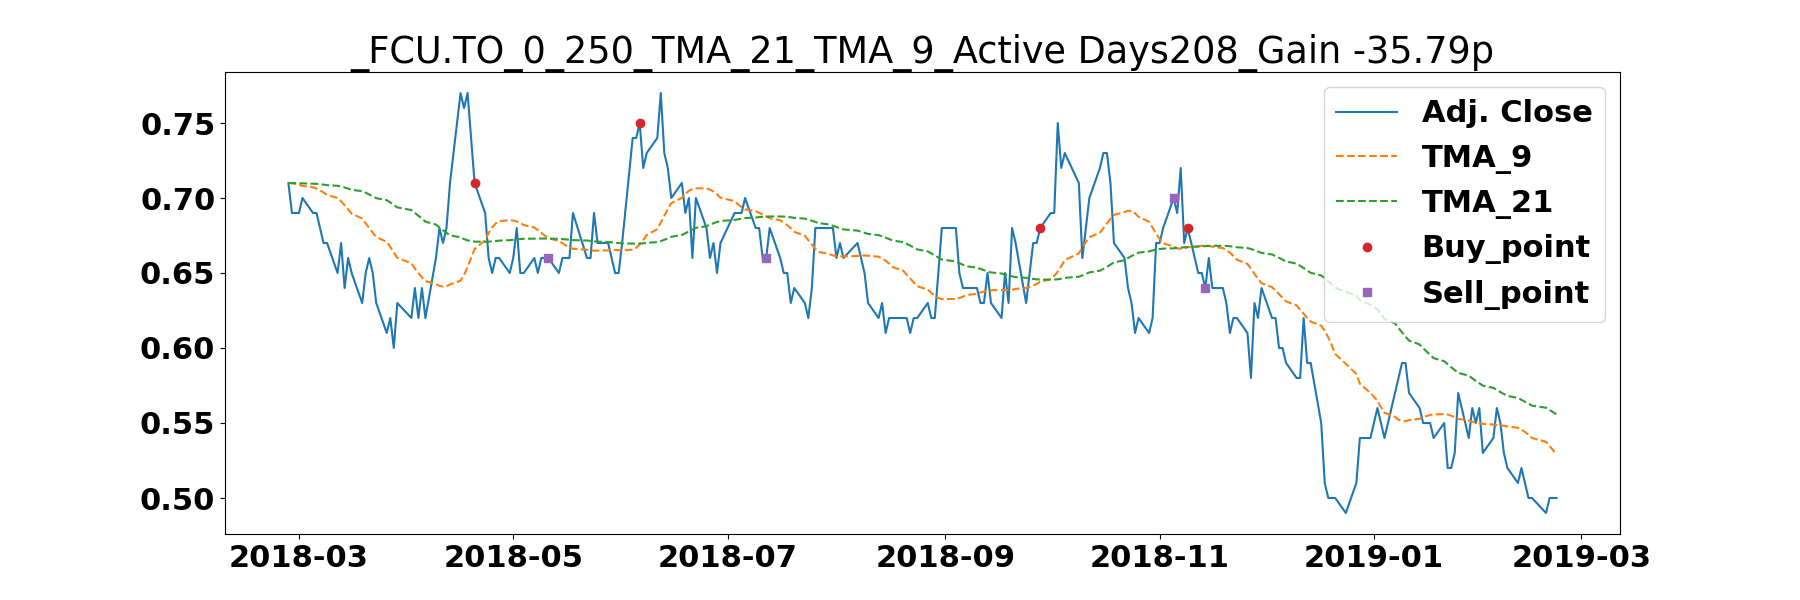 _FCU.TO_0_250_TMA_21_TMA_9_Active Days208_Gain -35.79p
Adj. Close
TMA_9
TMA_21
Buy_point
Sell_point
0.75
0.70
0.65
0.60
0.55
0.50
2018-03 2018-05 2018-07 2018-09 2018-11 2019-01 2019-03